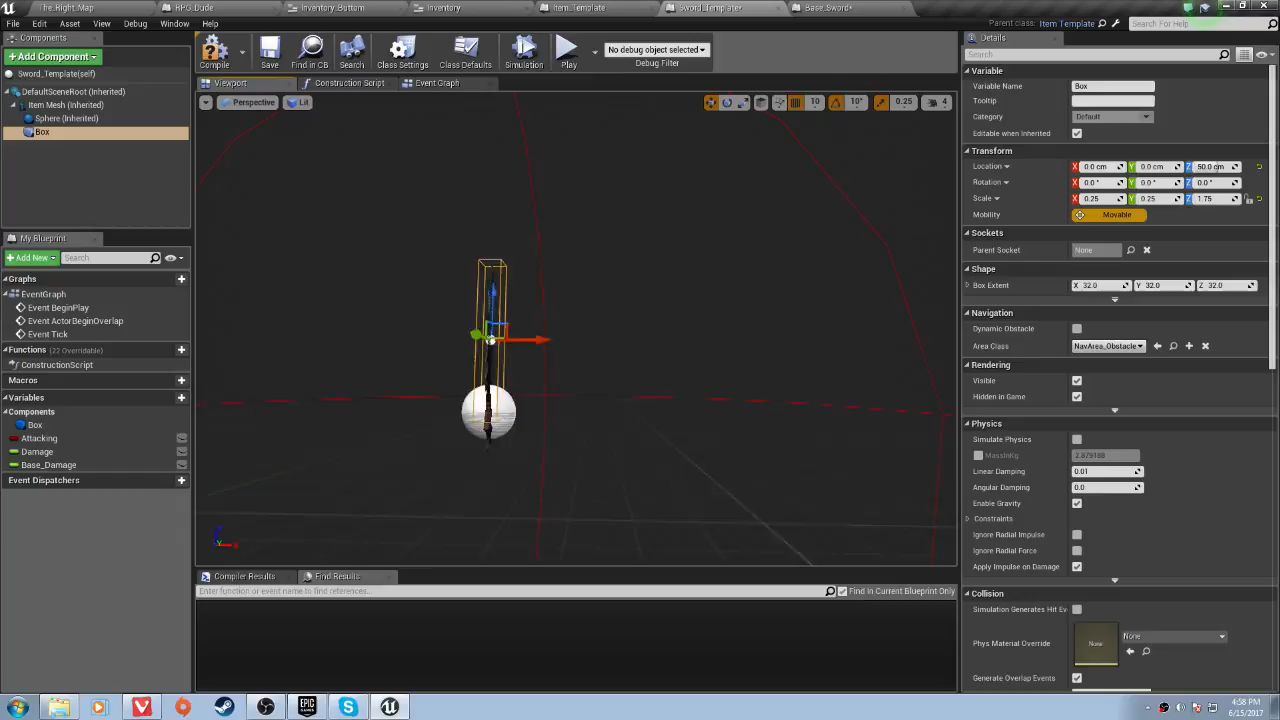 The_Right_Map
RPG_Dude
Inventory_Buttom
Inventory
Item_Template
Sword_Template
Base_Sword*
File Edit Asset View Debug Window Help
Parent class: Item Template
Search For Help
Components
Details
+ Add Component
Compile
Save
Find in CB
Search
Class Settings
Class Defaults
Simulation
Play
No debug object selected
Debug Filter
Search
Sword_Template(self)
DefaultSceneRoot (Inherited)
Item Mesh (Inherited)
Sphere (Inherited)
Box
Viewport
Construction Script
Event Graph
Perspective
Lit
10
10°
0.25
4
Variable
Variable Name
Box
Tooltip
Category
Default
Editable when Inherited
Transform
Location
X 0.0 cm Y 0.0 cm Z 50.0 cm
Rotation
X 0.0 ° Y 0.0 ° Z 0.0 °
Scale
X 0.25 Y 0.25 Z 1.75
Mobility
Movable
Sockets
Parent Socket
None
Shape
Box Extent
X 32.0 Y 32.0 Z 32.0
Navigation
Dynamic Obstacle
Area Class
NavArea_Obstacle
Rendering
Visible
Hidden in Game
Physics
Simulate Physics
MassInKg
2.879188
Linear Damping
0.01
Angular Damping
0.0
Enable Gravity
Constraints
Ignore Radial Impulse
Ignore Radial Force
Apply Impulse on Damage
Collision
Simulation Generates Hit Ev
Phys Material Override
None
None
Generate Overlap Events
My Blueprint
+ Add New
Search
Graphs
EventGraph
Event BeginPlay
Event ActorBeginOverlap
Event Tick
Functions (22 Overridable)
ConstructionScript
Macros
Variables
Components
Box
Attacking
Damage
Base_Damage
Event Dispatchers
Compiler Results
Find Results
Enter function or event name to find references...
Find In Current Blueprint Only
4:58 PM
6/15/2017